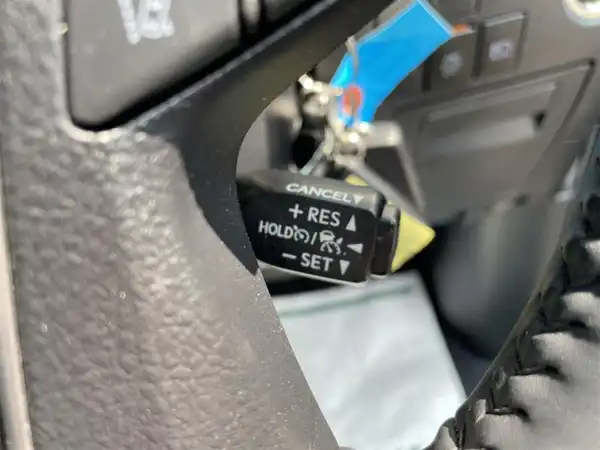 CANCEL
+ RES ▲
HOLD / ◄
− SET ▼